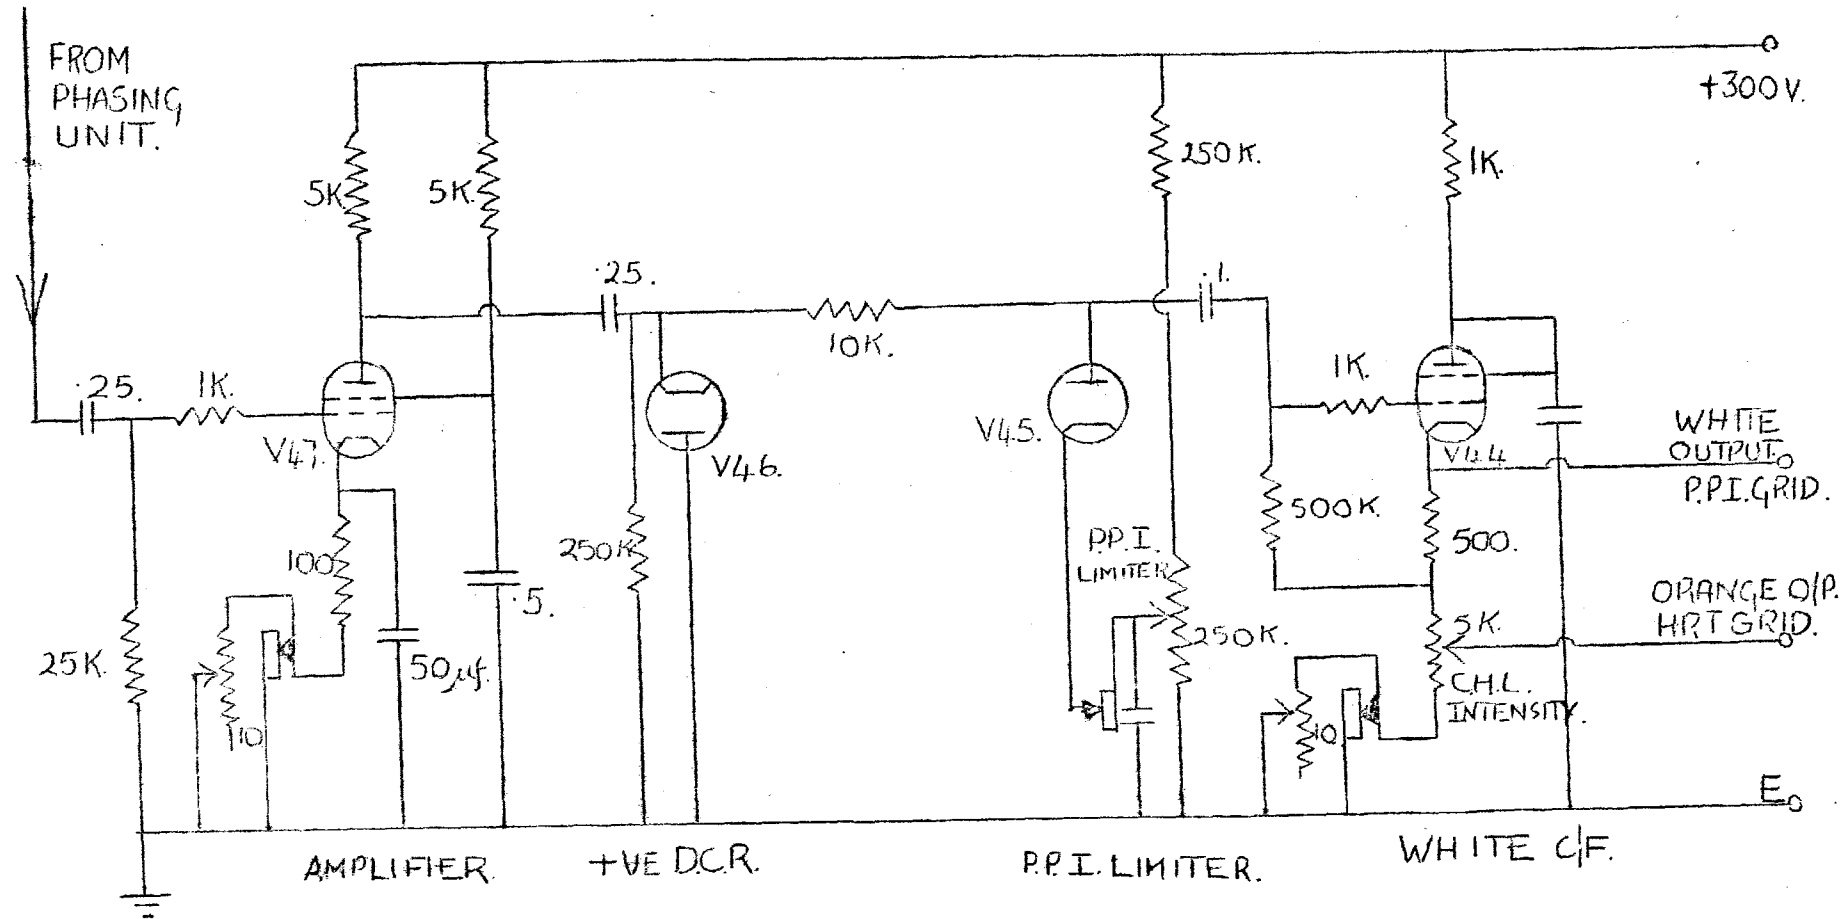 FROM
PHASING
UNIT.
+300V.
5K
5K
250K.
1K.
·25.
·1.
10K.
1K.
·25.
1K.
V47.
V46.
V45.
V44
WHITE
OUTPUT
P.P.I.GRID.
100
250K
500K.
500.
P.P.I.
LIMITER
·5.
25K.
50µf.
10
250K.
5K.
ORANGE O/P.
HRT GRID.
C.H.L.
INTENSITY.
10
E
AMPLIFIER.
+VE D.C.R.
P.P.I. LIMITER.
WHITE C/F.